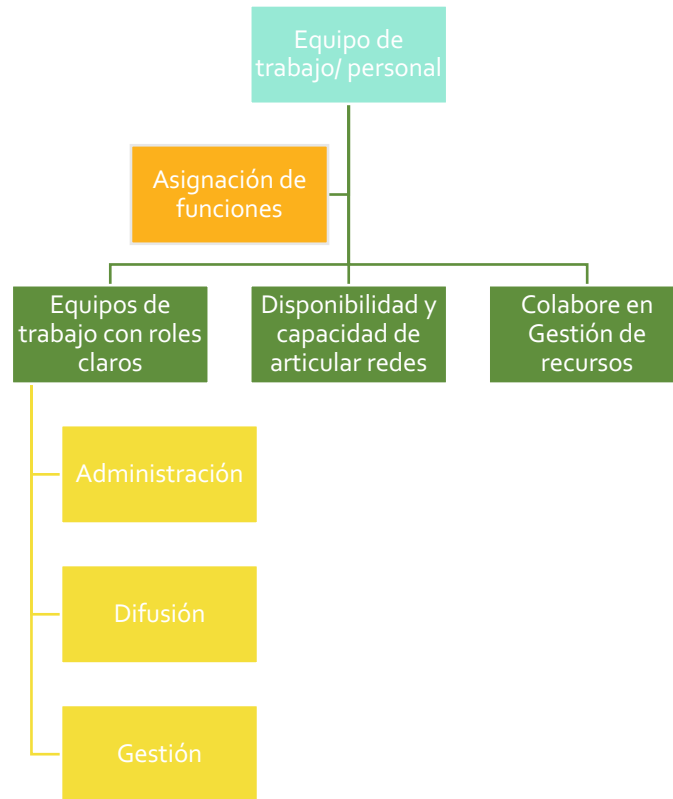 Equipo de
trabajo/ personal
Asignación de
funciones
Equipos de
trabajo con roles
claros
Disponibilidad y
capacidad de
articular redes
Colabore en
Gestión de
recursos
Administración
Difusión
Gestión